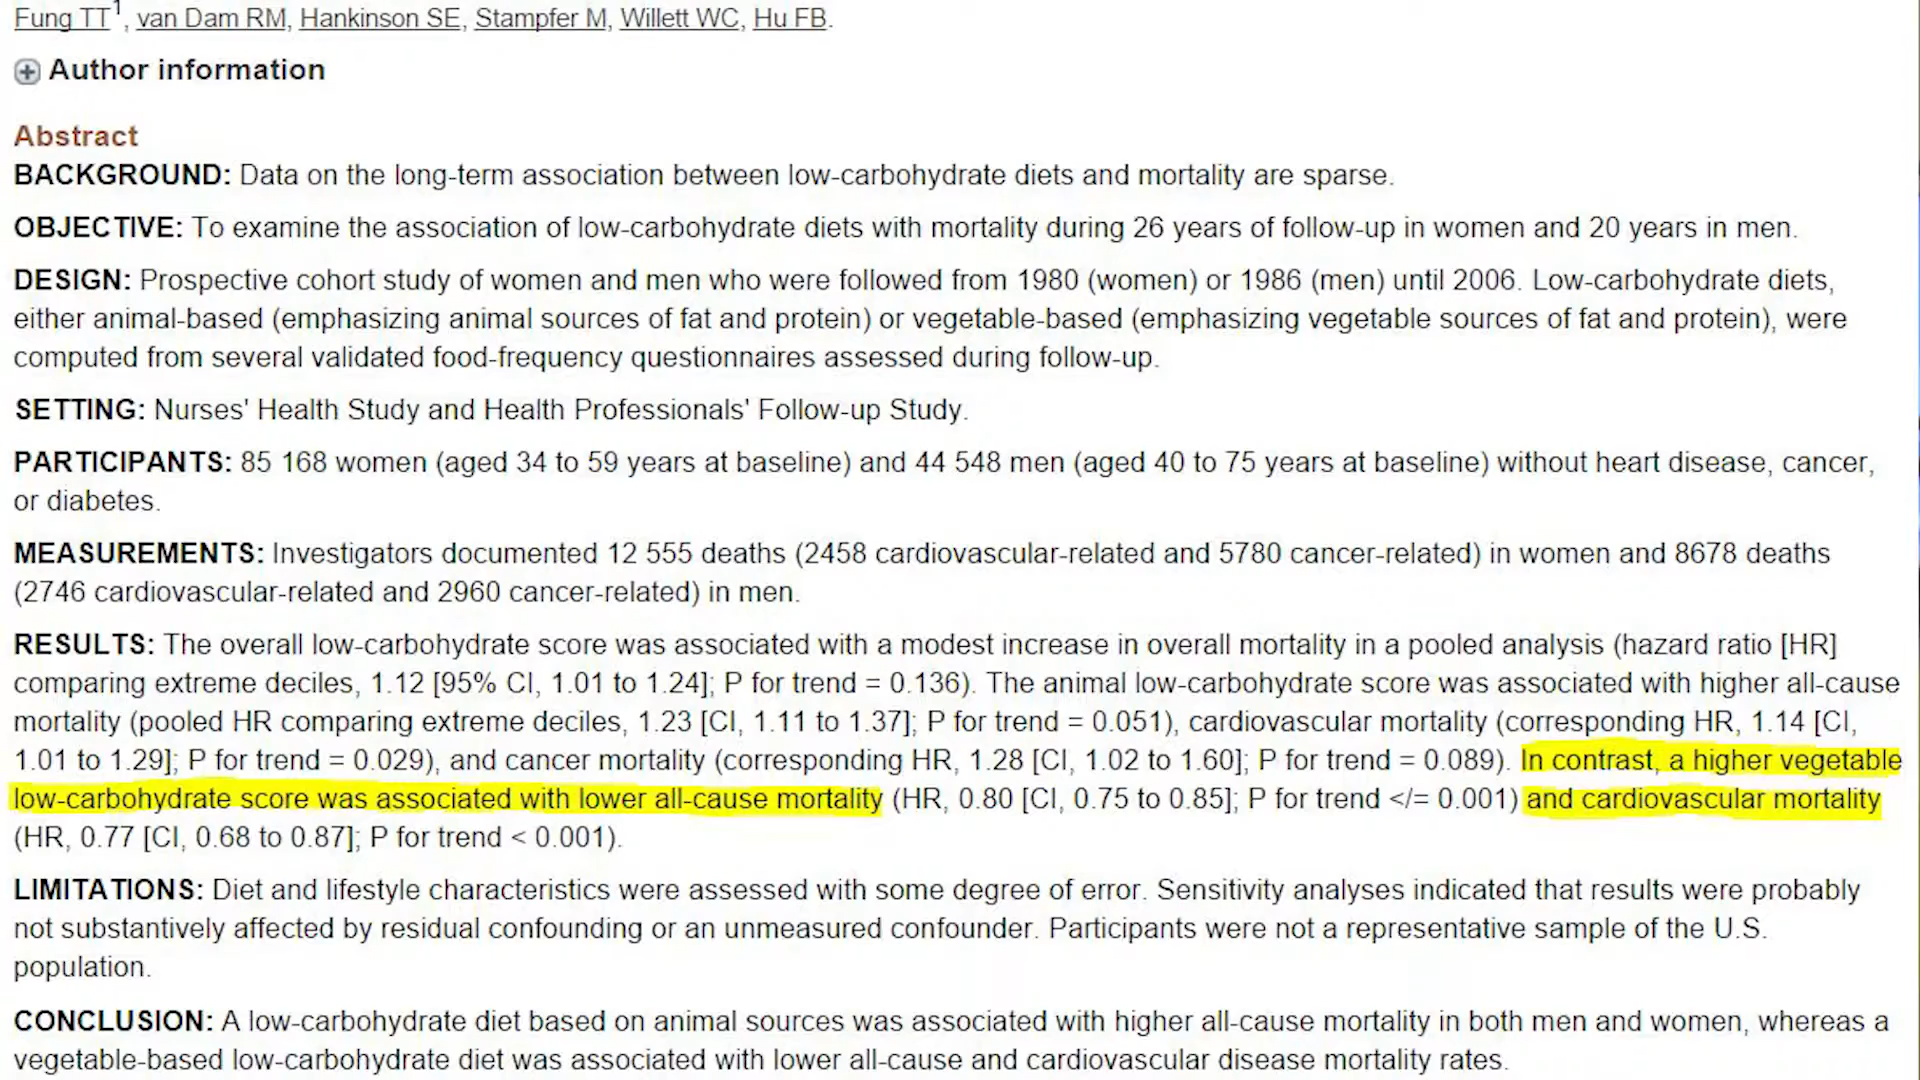 Fung TT1, van Dam RM, Hankinson SE, Stampfer M, Willett WC, Hu FB.
Author information
Abstract
BACKGROUND: Data on the long-term association between low-carbohydrate diets and mortality are sparse.
OBJECTIVE: To examine the association of low-carbohydrate diets with mortality during 26 years of follow-up in women and 20 years in men.
DESIGN: Prospective cohort study of women and men who were followed from 1980 (women) or 1986 (men) until 2006. Low-carbohydrate diets,
either animal-based (emphasizing animal sources of fat and protein) or vegetable-based (emphasizing vegetable sources of fat and protein), were
computed from several validated food-frequency questionnaires assessed during follow-up.
SETTING: Nurses' Health Study and Health Professionals' Follow-up Study.
PARTICIPANTS: 85 168 women (aged 34 to 59 years at baseline) and 44 548 men (aged 40 to 75 years at baseline) without heart disease, cancer,
or diabetes.
MEASUREMENTS: Investigators documented 12 555 deaths (2458 cardiovascular-related and 5780 cancer-related) in women and 8678 deaths
(2746 cardiovascular-related and 2960 cancer-related) in men.
RESULTS: The overall low-carbohydrate score was associated with a modest increase in overall mortality in a pooled analysis (hazard ratio [HR]
comparing extreme deciles, 1.12 [95% CI, 1.01 to 1.24]; P for trend = 0.136). The animal low-carbohydrate score was associated with higher all-cause
mortality (pooled HR comparing extreme deciles, 1.23 [CI, 1.11 to 1.37]; P for trend = 0.051), cardiovascular mortality (corresponding HR, 1.14 [CI,
1.01 to 1.29]; P for trend = 0.029), and cancer mortality (corresponding HR, 1.28 [CI, 1.02 to 1.60]; P for trend = 0.089). In contrast, a higher vegetable
low-carbohydrate score was associated with lower all-cause mortality (HR, 0.80 [CI, 0.75 to 0.85]; P for trend </= 0.001) and cardiovascular mortality
(HR, 0.77 [CI, 0.68 to 0.87]; P for trend < 0.001).
LIMITATIONS: Diet and lifestyle characteristics were assessed with some degree of error. Sensitivity analyses indicated that results were probably
not substantively affected by residual confounding or an unmeasured confounder. Participants were not a representative sample of the U.S.
population.
CONCLUSION: A low-carbohydrate diet based on animal sources was associated with higher all-cause mortality in both men and women, whereas a
vegetable-based low-carbohydrate diet was associated with lower all-cause and cardiovascular disease mortality rates.